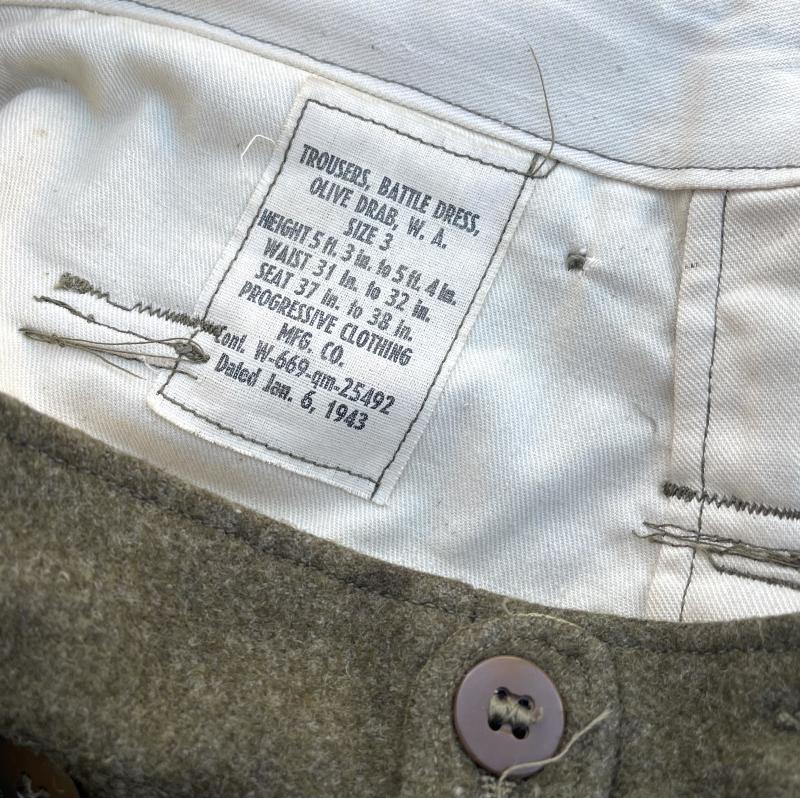 TROUSERS, BATTLE DRESS,
OLIVE DRAB, W. A.
SIZE 3
HEIGHT 5 ft. 3 in. to 5 ft. 4 in.
WAIST 31 in. to 32 in.
SEAT 37 in. to 38 in.
PROGRESSIVE CLOTHING
MFG. CO.
Cont. W-669-qm-25492
Dated Jan. 6, 1943